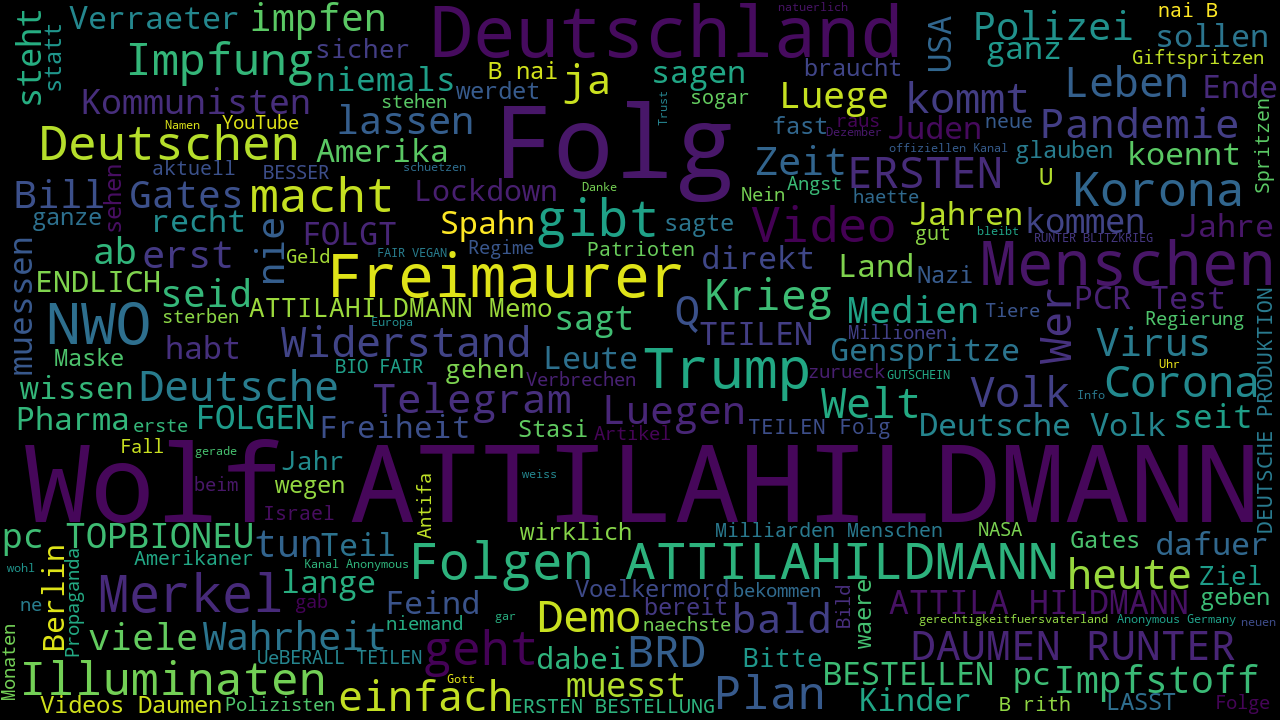 steht
statt
Verraeter
impfen
Impfung
sicher
niemals
Deutschland
B nai
ja
werdet
natuerlich
sagen
sogar
braucht
Luege
USA
kommt
Polizei
ganz
nai B
sollen
Giftspritzen
Leben
Ende
Kommunisten
stehen
lassen
Namen
YouTube
Deutschen
Amerika
Folg
Trust
fast
raus
Dezember
Juden
neue
Pandemie
offiziellen Kanal
glauben
koennt
Spritzen
aktuell
BESSER
schuetzen
Zeit
ERSTEN
Bill Gates
sehen
macht
Lockdown
Danke
Nein
Angst
haette
U
Korona
ganze
recht
FOLGT
Spahn
gibt
sagte
Video
Jahren
gut
bleibt
kommen
Jahre
muessen
ab
erst
nie
Geld
FAIR VEGAN
Regime
Patrioten
direkt
Land
RUNTER BLITZKRIEG
Menschen
ENDLICH
seid
Freimaurer
Nazi
NWO
sterben
ATTILAHILDMANN Memo
Europa
sagt
Q
Krieg
Medien
Tiere
Wer
PCR Test
Regierung
Maske
habt
Widerstand
TEILEN
Millionen
Genspritze
Virus
DEUTSCHE PRODUKTION
wissen
Deutsche
BIO FAIR
gehen
Leute
Verbrechen
Trump
zurueck
GUTSCHEIN
Volk
Uhr
Info
Corona
Pharma
erste
FOLGEN
Freiheit
Telegram
Stasi
Luegen
Artikel
TEILEN Folg
Welt
Deutsche Volk
seit
Fall
gerade
Wolf ATTILAHILDMANN
beim
Jahr
wegen
Israel
Antifa
weiss
pc TOPBIONEU
Amerikaner
tun
Teil
wirklich
Milliarden Menschen
NASA
Gates
dafuer
wohl
Berlin
Propaganda
Kanal Anonymous
Folgen ATTILAHILDMANN
heute
Ziel
ne
Merkel
lange
gab
Feind
niemand
gar
Voelkermord
bekommen
Demo
bereit
naechste
bald
Bild
waere
ATTILA HILDMANN
geben
gerechtigkeitfuersvaterland
Anonymous Germany
neuen
Monaten
viele
Wahrheit
UeBERALL TEILEN
geht
dabei
BRD
Bitte
DAUMEN RUNTER
Illuminaten
Gott
muesst
BESTELLEN pc
Impfstoff
Videos Daumen
Polizisten
einfach
ERSTEN BESTELLUNG
Plan
Kinder
B rith
LASST
Folge